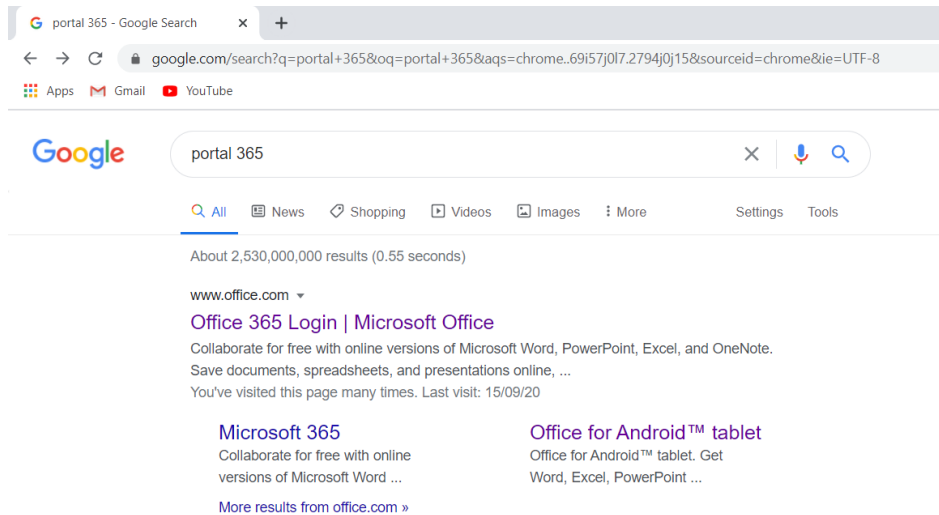 portal 365 - Google Search
google.com/search?q=portal+365&oq=portal+365&aqs=chrome..69i57j0l7.2794j0j15&sourceid=chrome&ie=UTF-8
Apps Gmail YouTube
Google portal 365
All News Shopping Videos Images More Settings Tools
About 2,530,000,000 results (0.55 seconds)
www.office.com
Office 365 Login | Microsoft Office
Collaborate for free with online versions of Microsoft Word, PowerPoint, Excel, and OneNote.
Save documents, spreadsheets, and presentations online, ...
You've visited this page many times. Last visit: 15/09/20
Microsoft 365
Collaborate for free with online
versions of Microsoft Word ...
More results from office.com »
Office for Android™ tablet
Office for Android™ tablet. Get
Word, Excel, PowerPoint ...